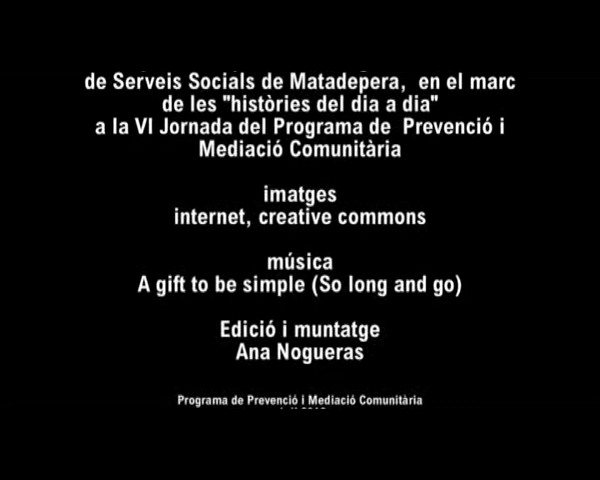 de Serveis Socials de Matadepera, en el marc
de les "històries del dia a dia"
a la VI Jornada del Programa de Prevenció i
Mediació Comunitària
imatges
internet, creative commons
música
A gift to be simple (So long and go)
Edició i muntatge
Ana Nogueras
Programa de Prevenció i Mediació Comunitària